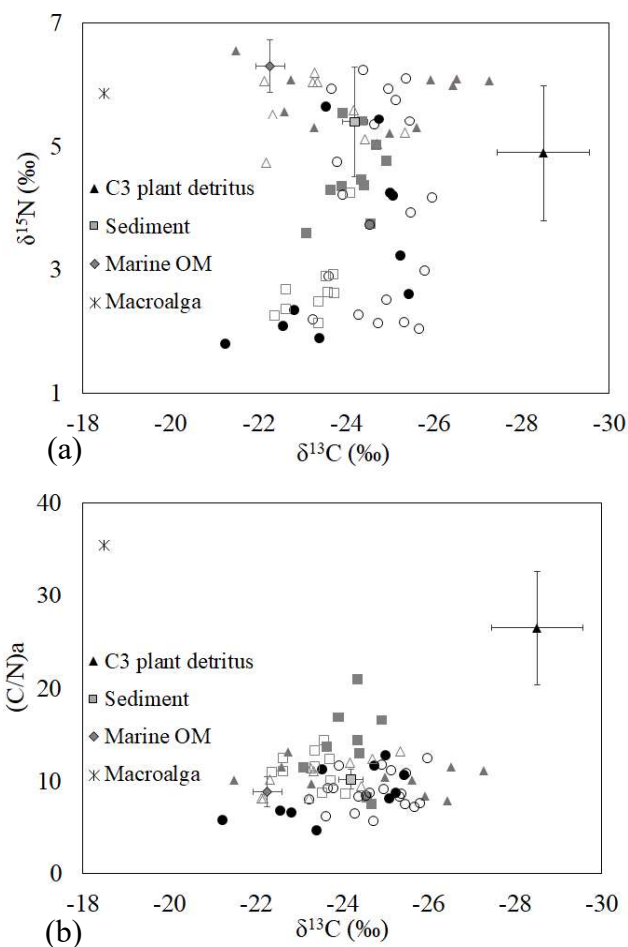 7
5
3
1
δ¹⁵N (‰)
C3 plant detritus
Sediment
Marine OM
Macroalga
-18 -20 -22 -24 -26 -28 -30
(a) δ¹³C (‰)
40
30
20
10
0
(C/N)a
C3 plant detritus
Sediment
Marine OM
Macroalga
-18 -20 -22 -24 -26 -28 -30
(b) δ¹³C (‰)